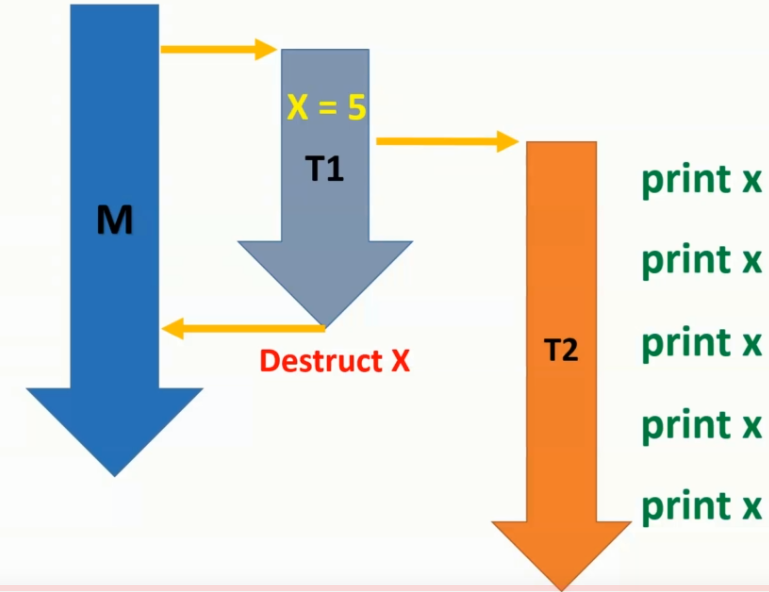 X = 5
T1
M
Destruct X
T2
print x
print x
print x
print x
print x